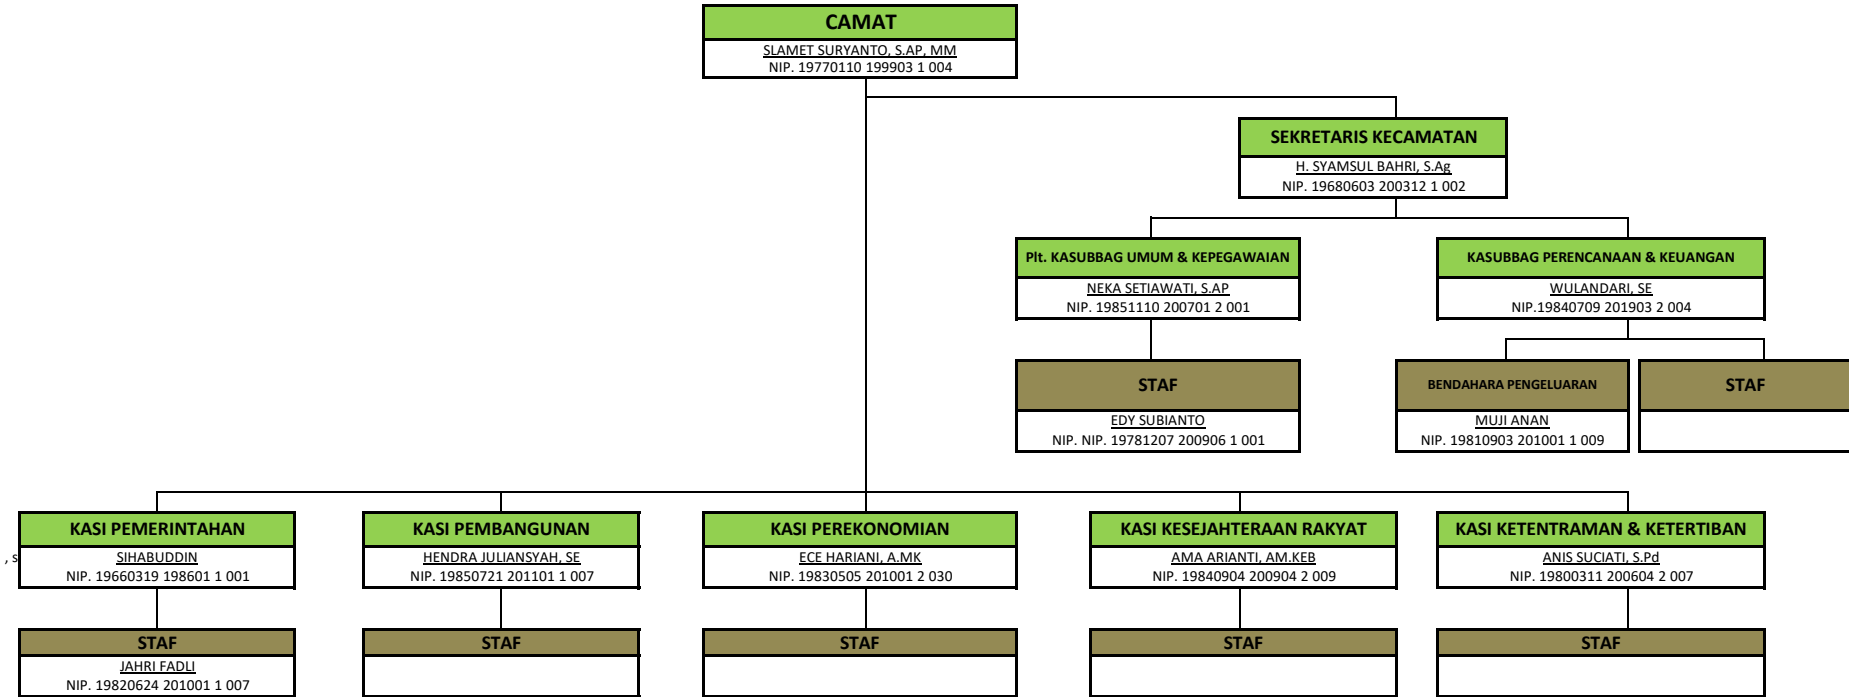 CAMAT
SLAMET SURYANTO, S.AP, MM
NIP. 19770110 199903 1 004
SEKRETARIS KECAMATAN
H. SYAMSUL BAHRI, S.Ag
NIP. 19680603 200312 1 002
Plt. KASUBBAG UMUM & KEPEGAWAIAN
NEKA SETIAWATI, S.AP
NIP. 19851110 200701 2 001
KASUBBAG PERENCANAAN & KEUANGAN
WULANDARI, SE
NIP.19840709 201903 2 004
STAF
EDY SUBIANTO
NIP. NIP. 19781207 200906 1 001
BENDAHARA PENGELUARAN
MUJI ANAN
NIP. 19810903 201001 1 009
STAF
KASI PEMERINTAHAN
, s
SIHABUDDIN
NIP. 19660319 198601 1 001
KASI PEMBANGUNAN
HENDRA JULIANSYAH, SE
NIP. 19850721 201101 1 007
KASI PEREKONOMIAN
ECE HARIANI, A.MK
NIP. 19830505 201001 2 030
KASI KESEJAHTERAAN RAKYAT
AMA ARIANTI, AM.KEB
NIP. 19840904 200904 2 009
KASI KETENTRAMAN & KETERTIBAN
ANIS SUCIATI, S.Pd
NIP. 19800311 200604 2 007
STAF
JAHRI FADLI
NIP. 19820624 201001 1 007
STAF
STAF
STAF
STAF